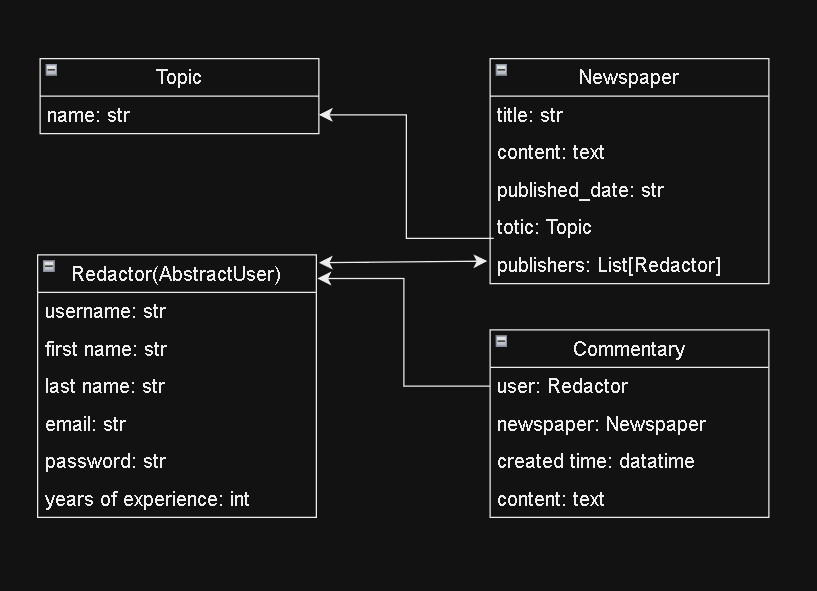 Topic
name: str
Newspaper
title: str
content: text
published_date: str
totic: Topic
publishers: List[Redactor]
Redactor(AbstractUser)
username: str
first name: str
last name: str
email: str
password: str
years of experience: int
Commentary
user: Redactor
newspaper: Newspaper
created time: datatime
content: text